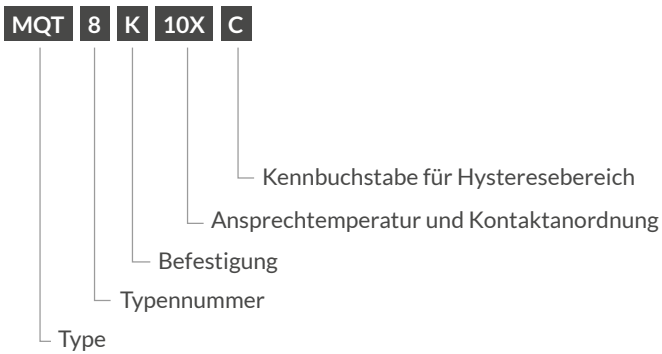 MQT 8 K 10X C
Kennbuchstabe für Hysteresebereich
Ansprechtemperatur und Kontaktanordnung
Befestigung
Typennummer
Type